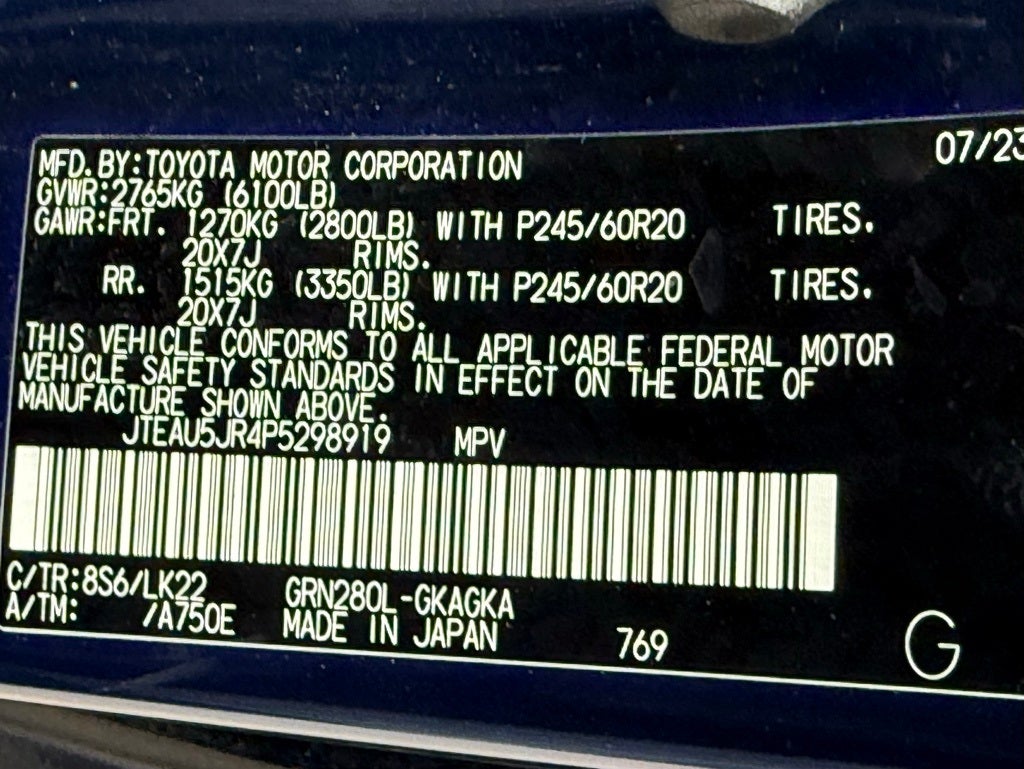 07/23
MFD.BY:TOYOTA MOTOR CORPORATION
GVWR:2765KG (6100LB)
GAWR:FRT. 1270KG (2800LB) WITH P245/60R20 TIRES.
20X7J RIMS.
RR. 1515KG (3350LB) WITH P245/60R20 TIRES.
20X7J RIMS.
THIS VEHICLE CONFORMS TO ALL APPLICABLE FEDERAL MOTOR
VEHICLE SAFETY STANDARDS IN EFFECT ON THE DATE OF
MANUFACTURE SHOWN ABOVE.
JTEAU5JR4P5298919 MPV
C/TR:8S6/LK22 GRN280L-GKAGKA
A/TM: /A750E MADE IN JAPAN 769
G